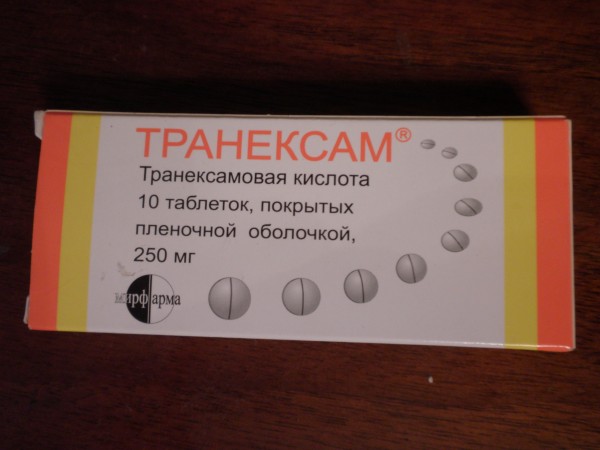 ТРАНЕКСАМ®
Транексамовая кислота
10 таблеток, покрытых
пленочной оболочкой,
250 мг
мирфарма